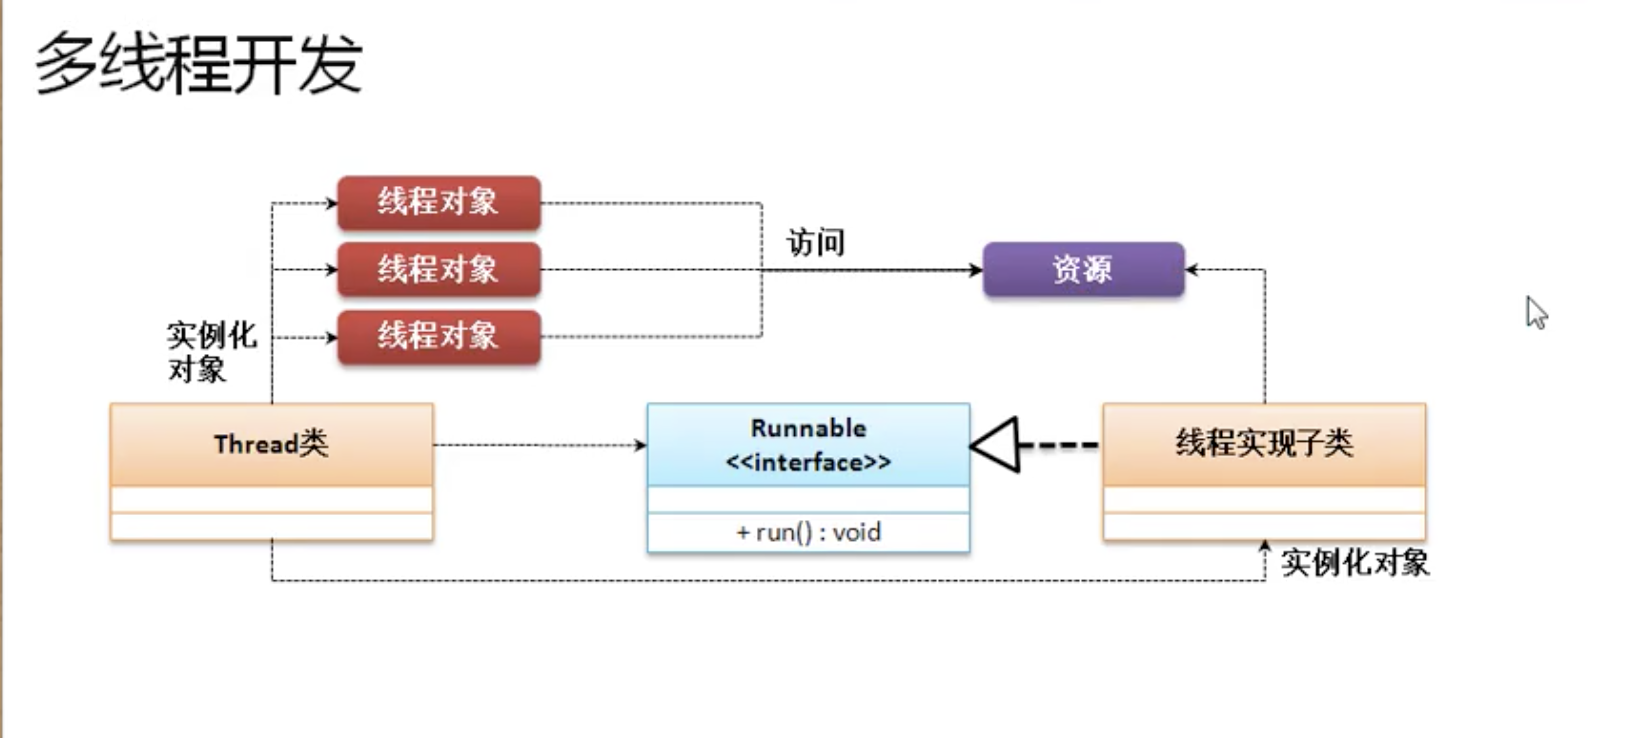 多线程开发
线程对象
线程对象
线程对象
访问
资源
实例化
对象
Thread类
Runnable
<<interface>>
+ run() : void
线程实现子类
实例化对象